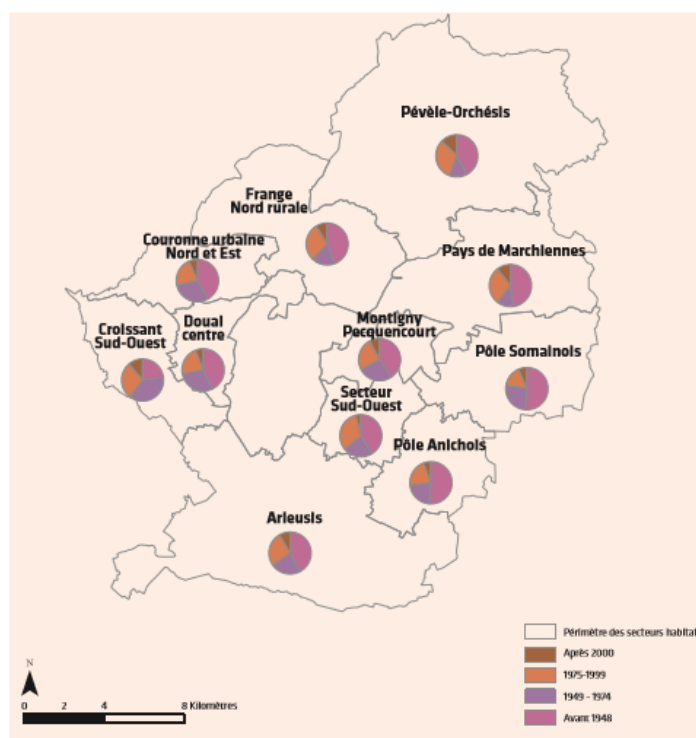 Pévèle-Orchésis
Frange
Nord rurale
Couronne urbaine
Nord et Est
Pays de Marchiennes
Croissant
Sud-Ouest
Douai
centre
Montigny
Pecquencourt
Pôle Somainois
Secteur
Sud-Ouest
Pôle Anichois
Arleusis
Périmètre des secteurs habitat
Après 2000
1975-1999
1949 - 1974
Avant 1948
N
0 2 4 8 Kilomètres